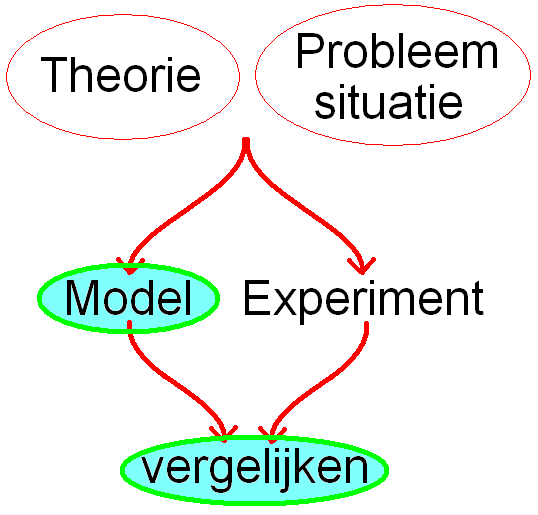 Theorie
Probleem
situatie
Model
Experiment
vergelijken